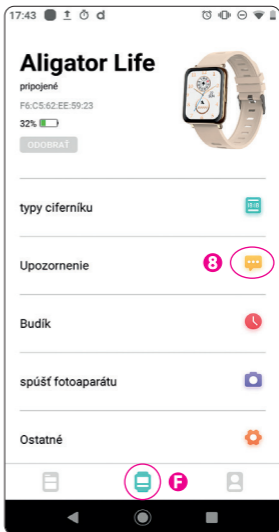 17:43
Aligator Life
pripojené
F6:C5:62:EE:59:23
32%
ODOBRAŤ
typy ciferníku
Upozornenie
8
Budík
spúšť fotoaparátu
Ostatné
F